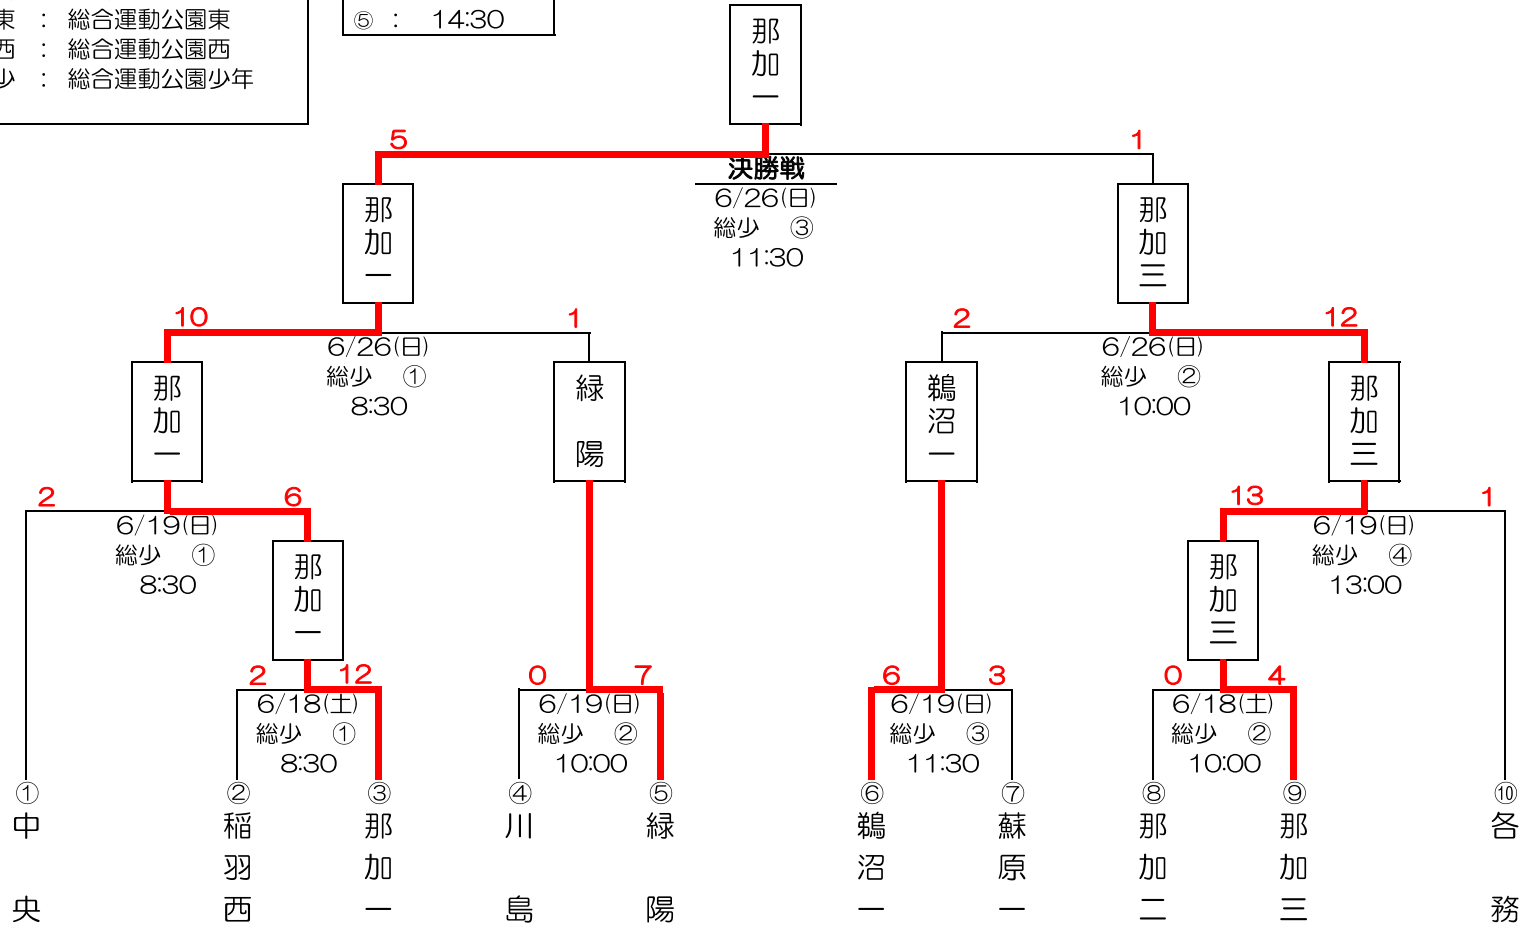 東 : 総合運動公園東
西 : 総合運動公園西
少 : 総合運動公園少年
⑤ : 14:30
那加一
5 1
決勝戦
6/26(日)
総少 ③
11:30
那加一
那加三
10 1
6/26(日)
総少 ①
8:30
2 12
6/26(日)
総少 ②
10:00
那加一
緑陽
鵜沼一
那加三
2 6
6/19(日)
総少 ①
8:30
13 1
6/19(日)
総少 ④
13:00
那加一
那加三
2 12
6/18(土)
総少 ①
8:30
0 7
6/19(日)
総少 ②
10:00
6 3
6/19(日)
総少 ③
11:30
0 4
6/18(土)
総少 ②
10:00
① 中央
② 稲羽西
③ 那加一
④ 川島
⑤ 緑陽
⑥ 鵜沼一
⑦ 蘇原一
⑧ 那加二
⑨ 那加三
⑩ 各務